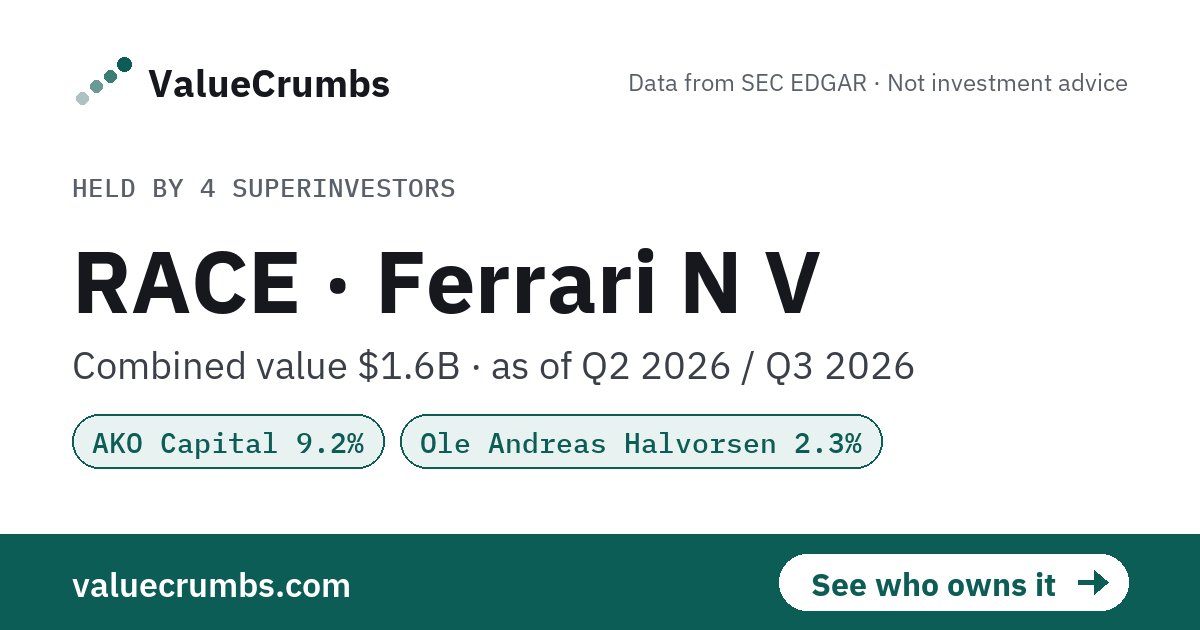 ValueCrumbs
Data from SEC EDGAR · Not investment advice
HELD BY 4 SUPERINVESTORS
RACE · Ferrari N V
Combined value $1.6B · as of Q2 2026 / Q3 2026
AKO Capital 9.2%
Ole Andreas Halvorsen 2.3%
valuecrumbs.com
See who owns it →